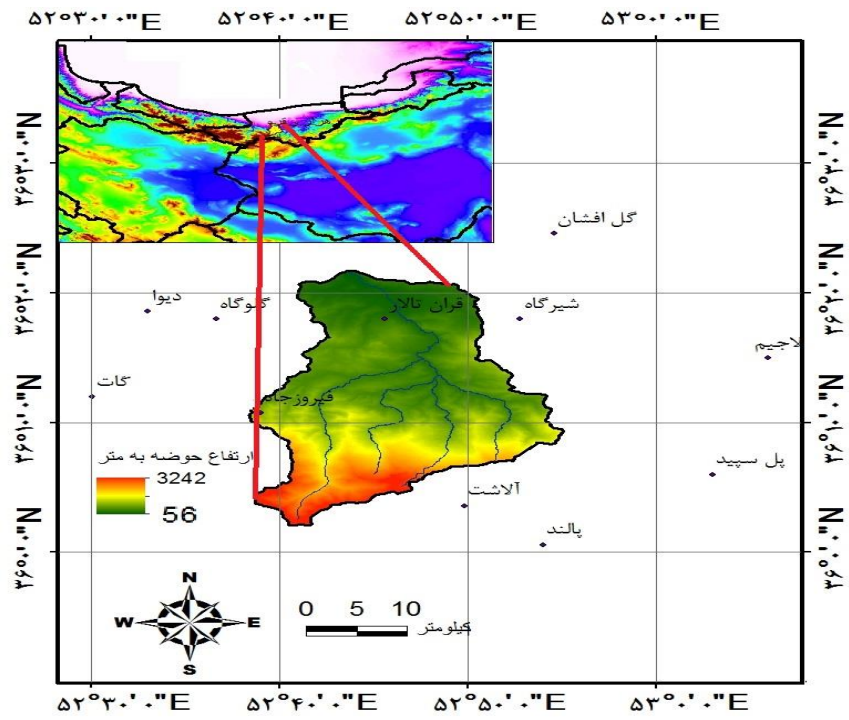 ۵۲°۳۰'۰"E ۵۲°۴۰'۰"E ۵۲°۵۰'۰"E ۵۳°۰'۰"E
۳۶°۳۰'۰"N ۳۶°۳۰'۰"N
گل افشان
۳۶°۲۰'۰"N ۳۶°۲۰'۰"N
دیوا
گلوگاه
قران تالار
شیرگاه
لاجیم
گات
فیروزجاه
۳۶°۱۰'۰"N ۳۶°۱۰'۰"N
ارتفاع حوضه به متر
3242
56
پل سپید
آلاشت
پالند
۳۶°۰'۰"N ۳۶°۰'۰"N
N
W E
S
0 5 10
کیلومتر
۵۲°۳۰'۰"E ۵۲°۴۰'۰"E ۵۲°۵۰'۰"E ۵۳°۰'۰"E